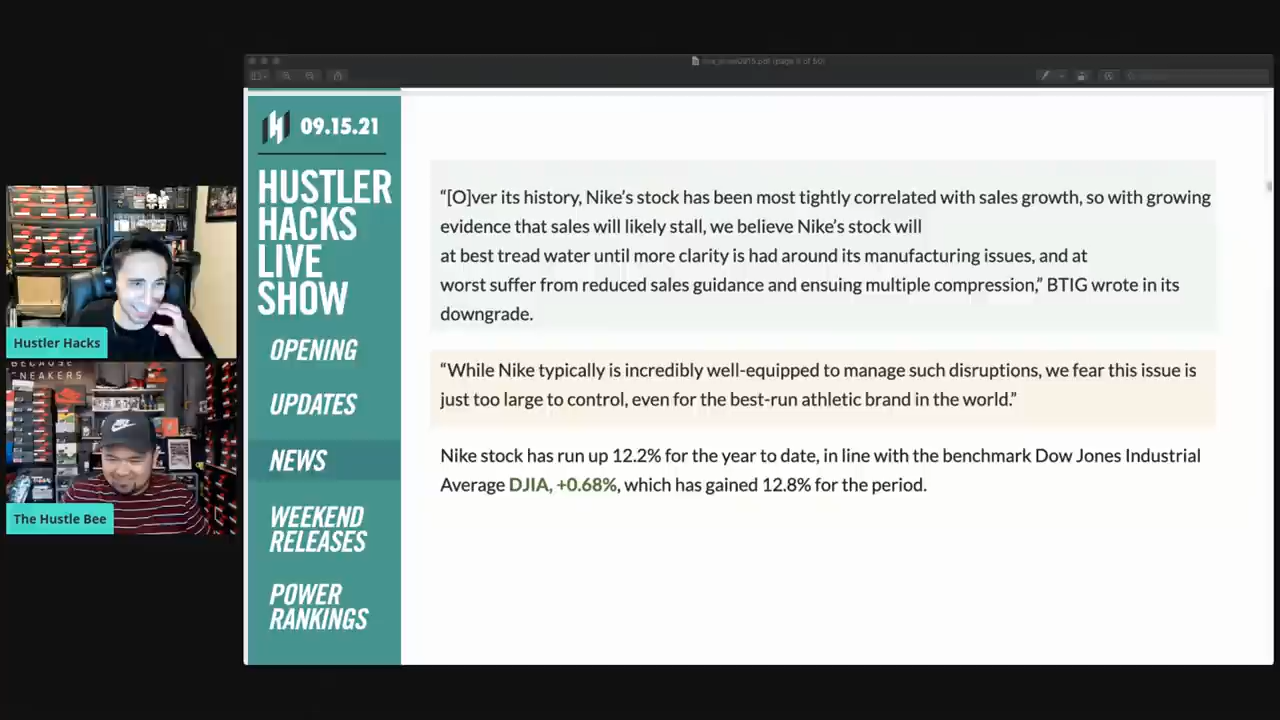 09.15.21
HUSTLER
HACKS
LIVE
SHOW
OPENING
UPDATES
NEWS
WEEKEND
RELEASES
POWER
RANKINGS
“[O]ver its history, Nike’s stock has been most tightly correlated with sales growth, so with growing
evidence that sales will likely stall, we believe Nike’s stock will
at best tread water until more clarity is had around its manufacturing issues, and at
worst suffer from reduced sales guidance and ensuing multiple compression,” BTIG wrote in its
downgrade.
“While Nike typically is incredibly well-equipped to manage such disruptions, we fear this issue is
just too large to control, even for the best-run athletic brand in the world.”
Nike stock has run up 12.2% for the year to date, in line with the benchmark Dow Jones Industrial
Average DJIA, +0.68%, which has gained 12.8% for the period.
Hustler Hacks
BECAUSE
SNEAKERS
The Hustle Bee